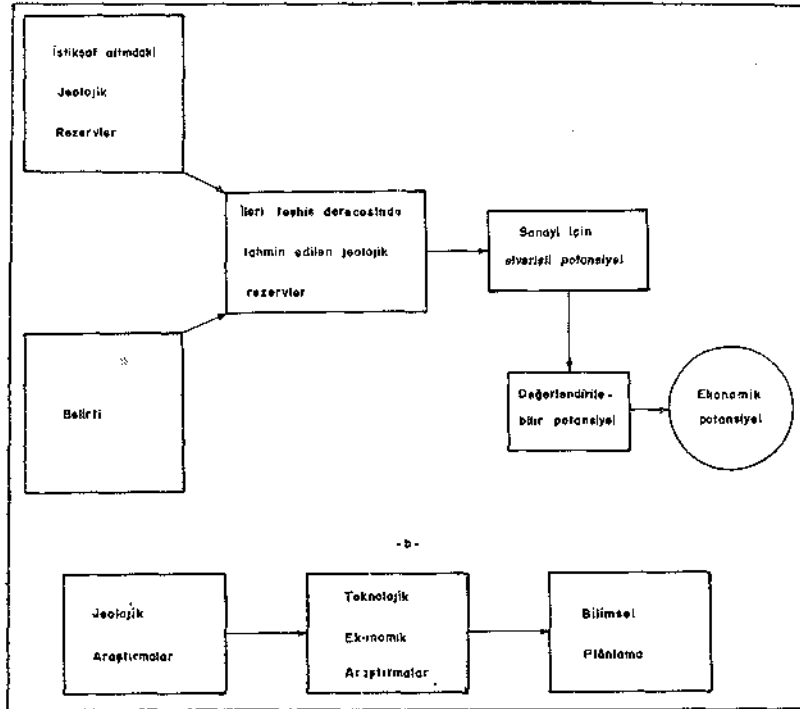 İstikşaf altındaki
Jeolojik
Rezervler
İleri teşhis derecesinde
tahmin edilen jeolojik
rezervler
Sanayi için
elverişli potansiyel
Belirti
Değerlendirile-
bilir potansiyel
Ekonomik
potansiyel
-b-
Jeolojik
Araştırmalar
Teknolojik
Ekonomik
Araştırmalar
Bilimsel
Plânlama